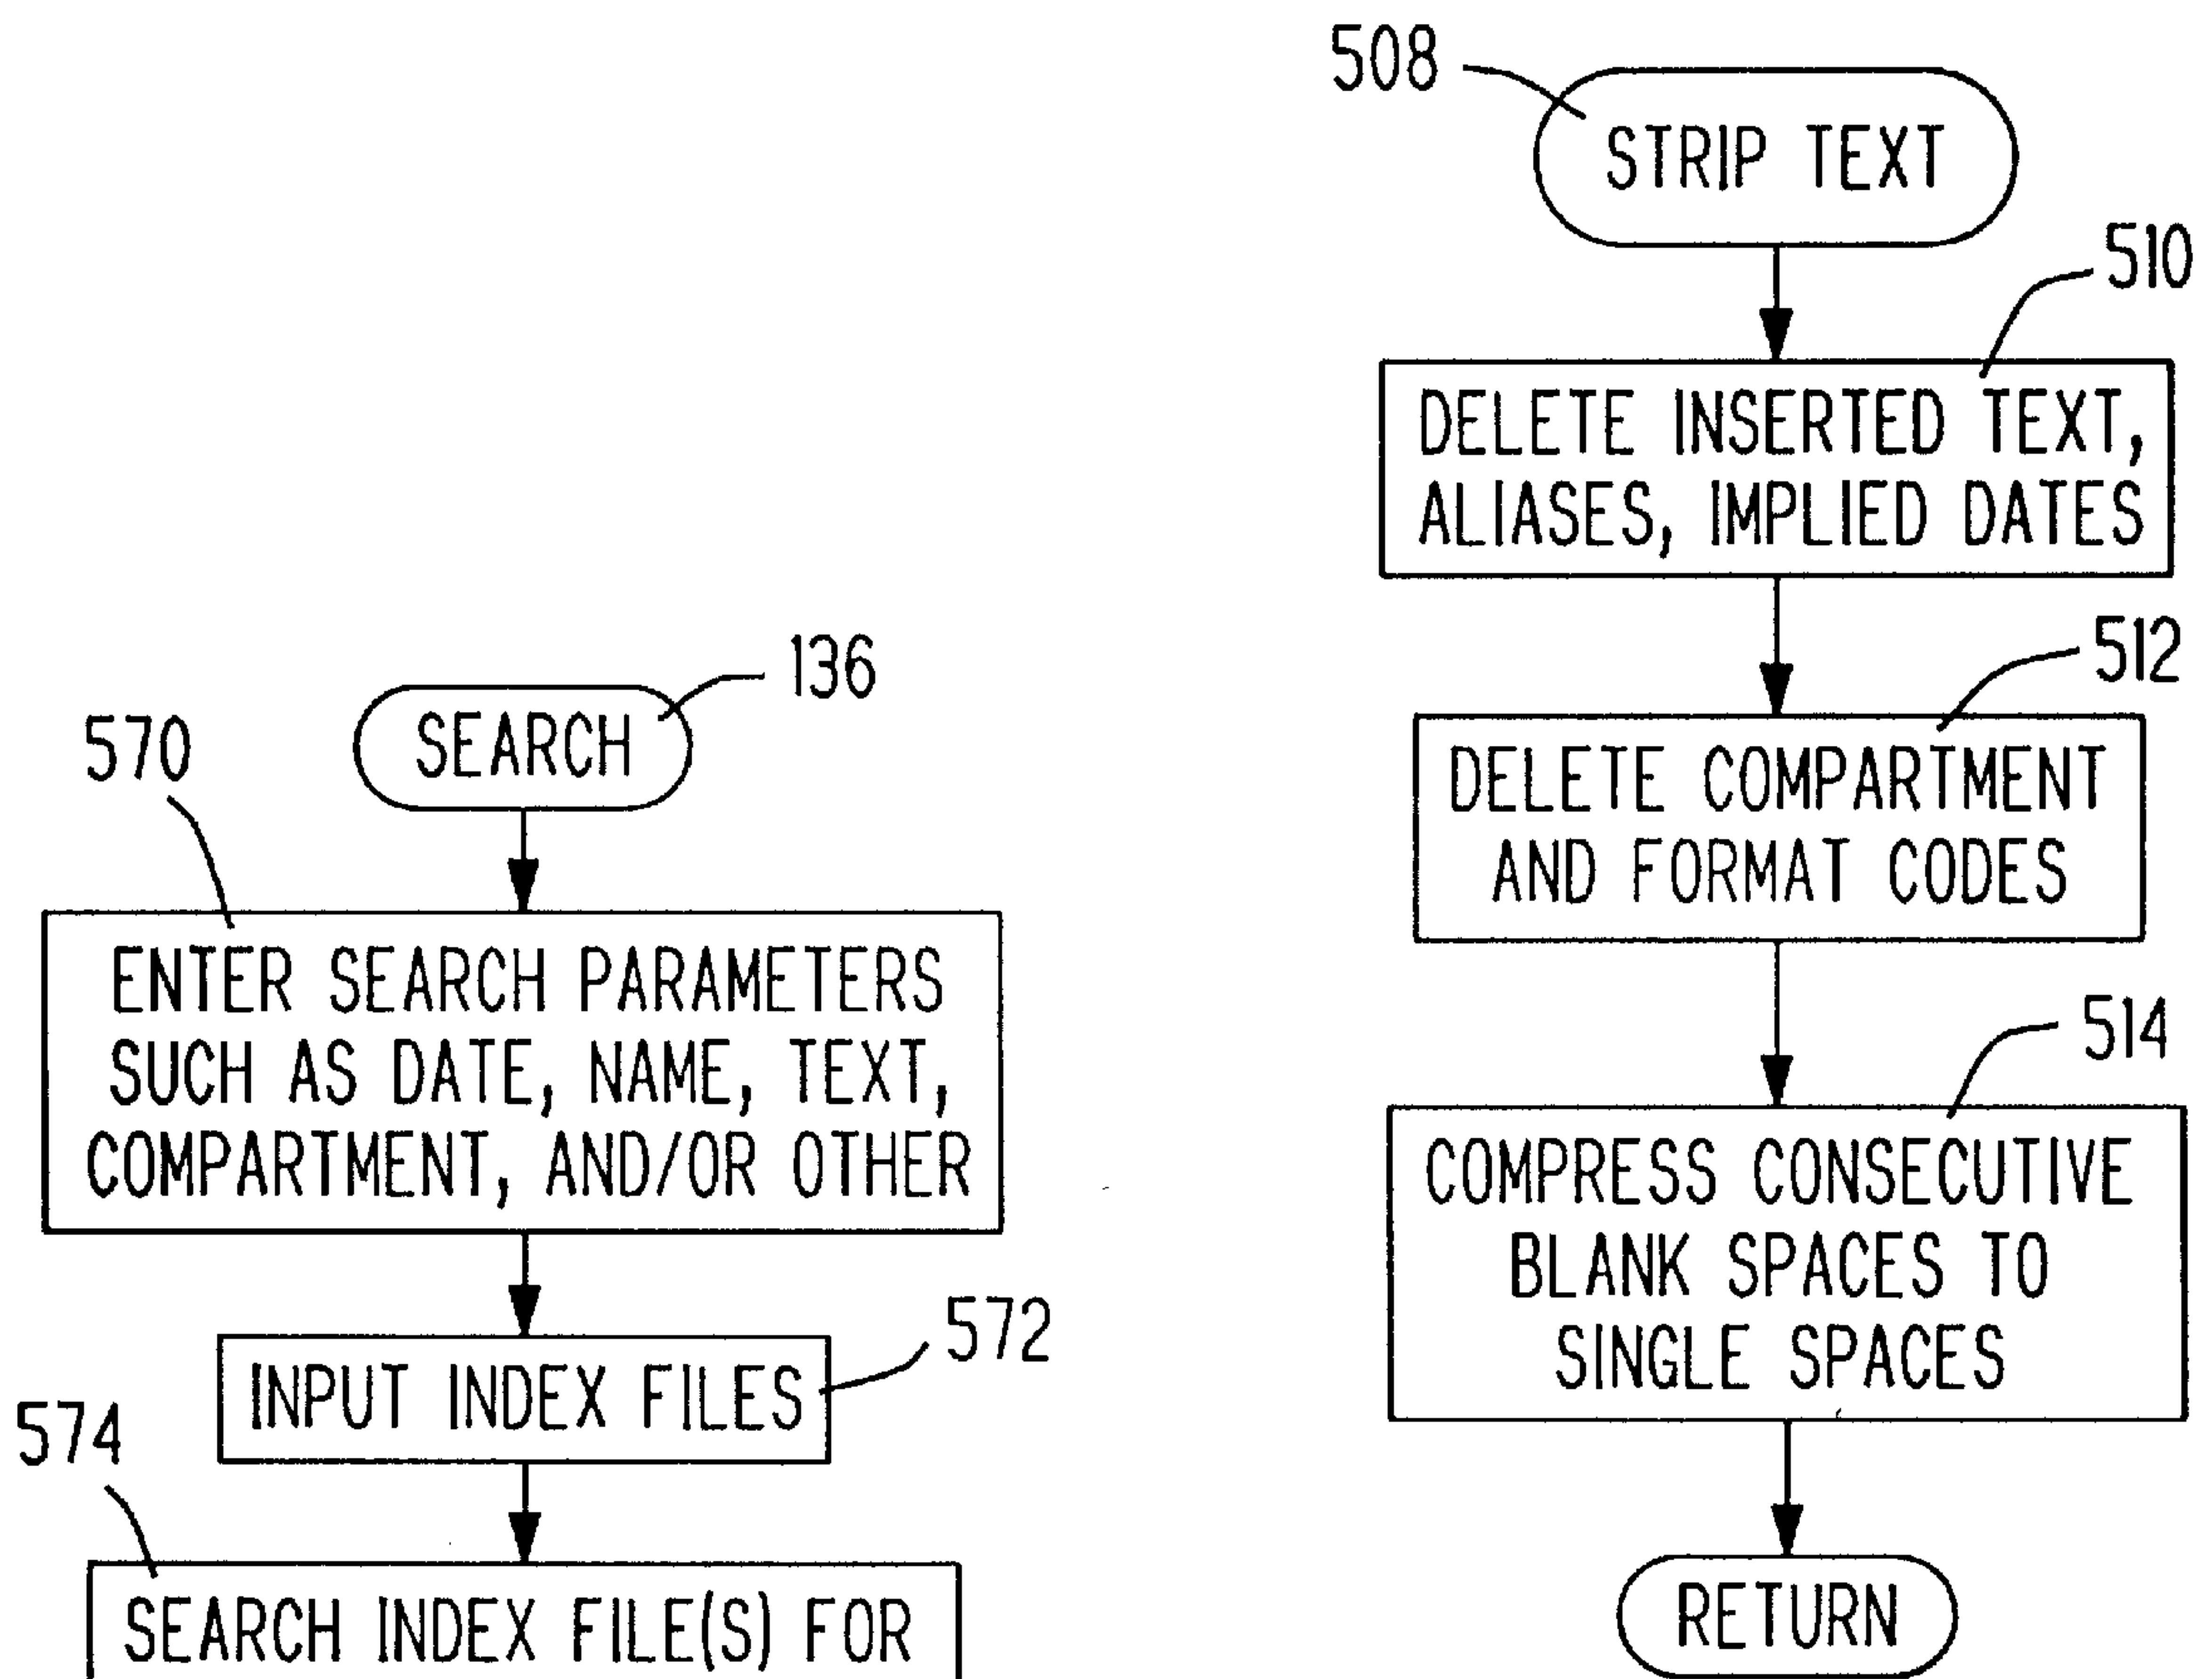 136
SEARCH
570
ENTER SEARCH PARAMETERS
SUCH AS DATE, NAME, TEXT,
COMPARTMENT, AND/OR OTHER
572
INPUT INDEX FILES
574
SEARCH INDEX FILE(S) FOR
508
STRIP TEXT
510
DELETE INSERTED TEXT,
ALIASES, IMPLIED DATES
512
DELETE COMPARTMENT
AND FORMAT CODES
514
COMPRESS CONSECUTIVE
BLANK SPACES TO
SINGLE SPACES
RETURN